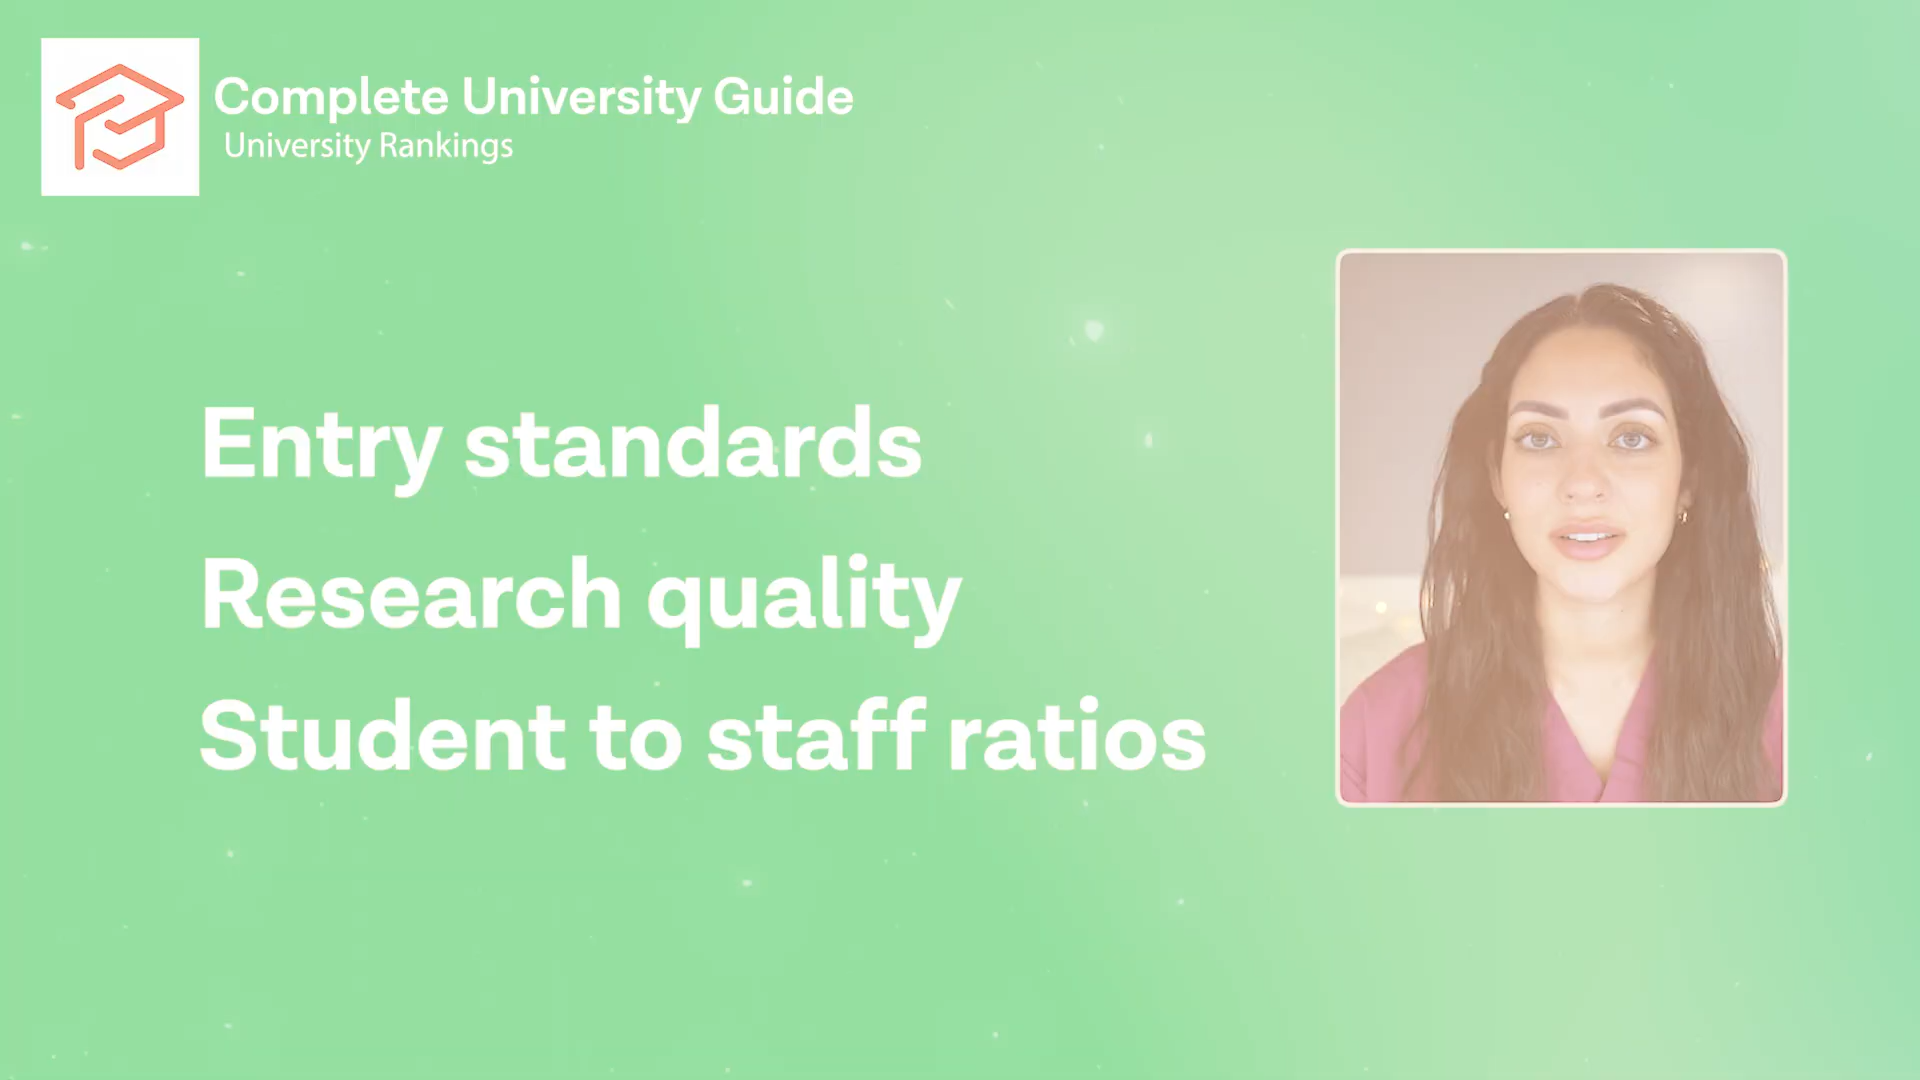 Complete University Guide
University Rankings
Entry standards
Research quality
Student to staff ratios